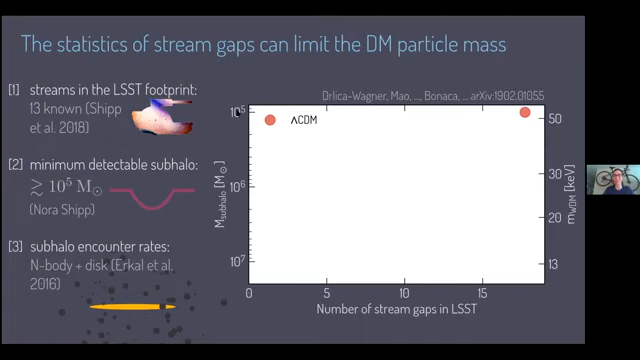 The statistics of stream gaps can limit the DM particle mass
[1] streams in the LSST footprint:
13 known (Shipp
et al. 2018)
[2] minimum detectable subhalo:
≳ 10⁵ M☉
(Nora Shipp)
[3] subhalo encounter rates:
N-body + disk (Erkal et al.
2016)
Drlica-Wagner, Mao, ..., Bonaca, ... arXiv:1902.01055
ΛCDM
10⁵
10⁶
10⁷
M_subhalo [M☉]
50
30
20
13
m_WDM [keV]
0 5 10 15
Number of stream gaps in LSST